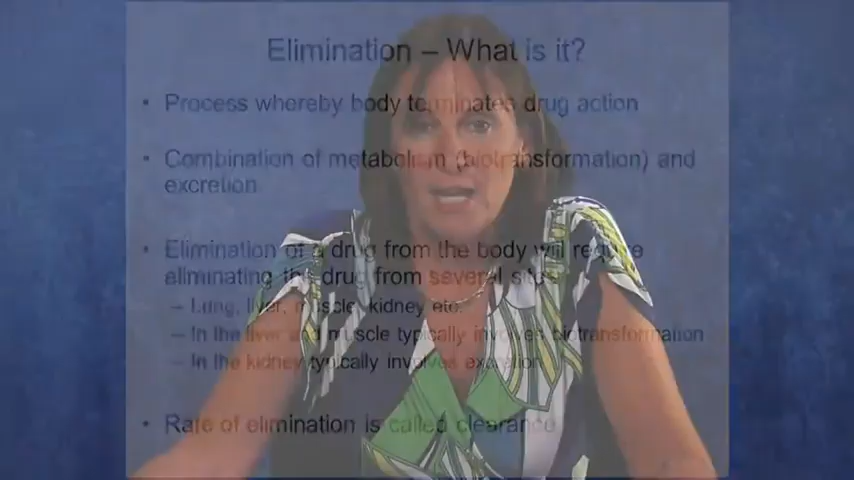 Elimination – What is it?
• Process whereby body terminates drug action
• Combination of metabolism (biotransformation) and
excretion
• Elimination of a drug from the body will require
eliminating the drug from several sites
– Lung, liver, muscle, kidney etc.
– In the liver and muscle typically involves biotransformation
– In the kidney typically involves excretion
• Rate of elimination is called clearance